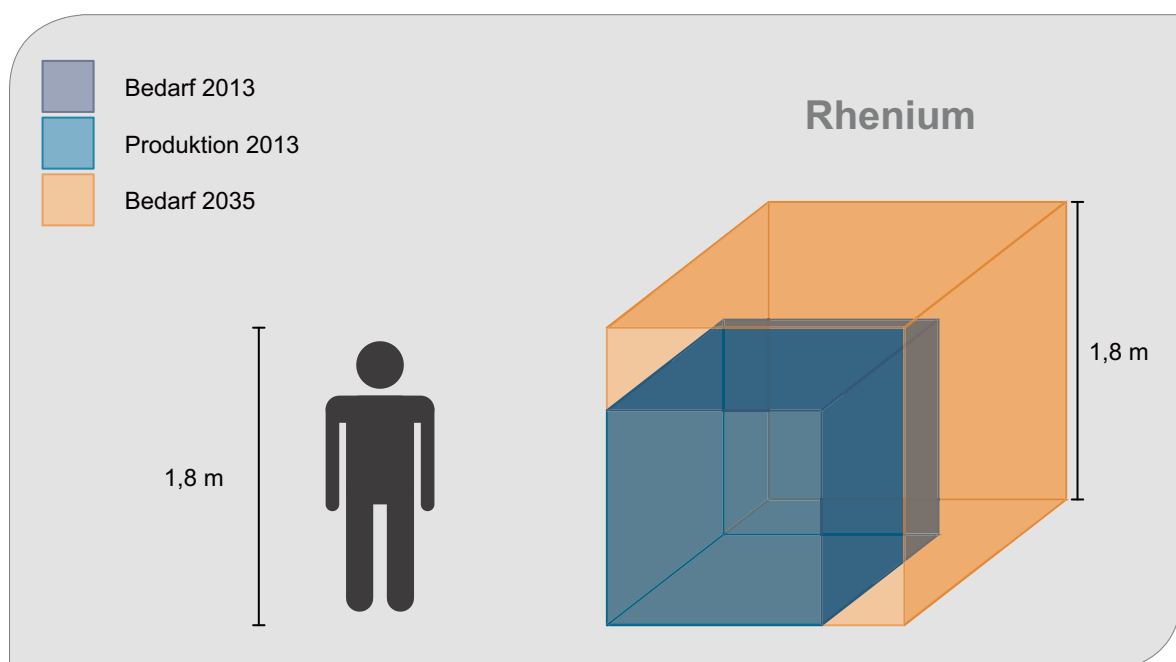 Bedarf 2013
Produktion 2013
Bedarf 2035
Rhenium
1,8 m
1,8 m